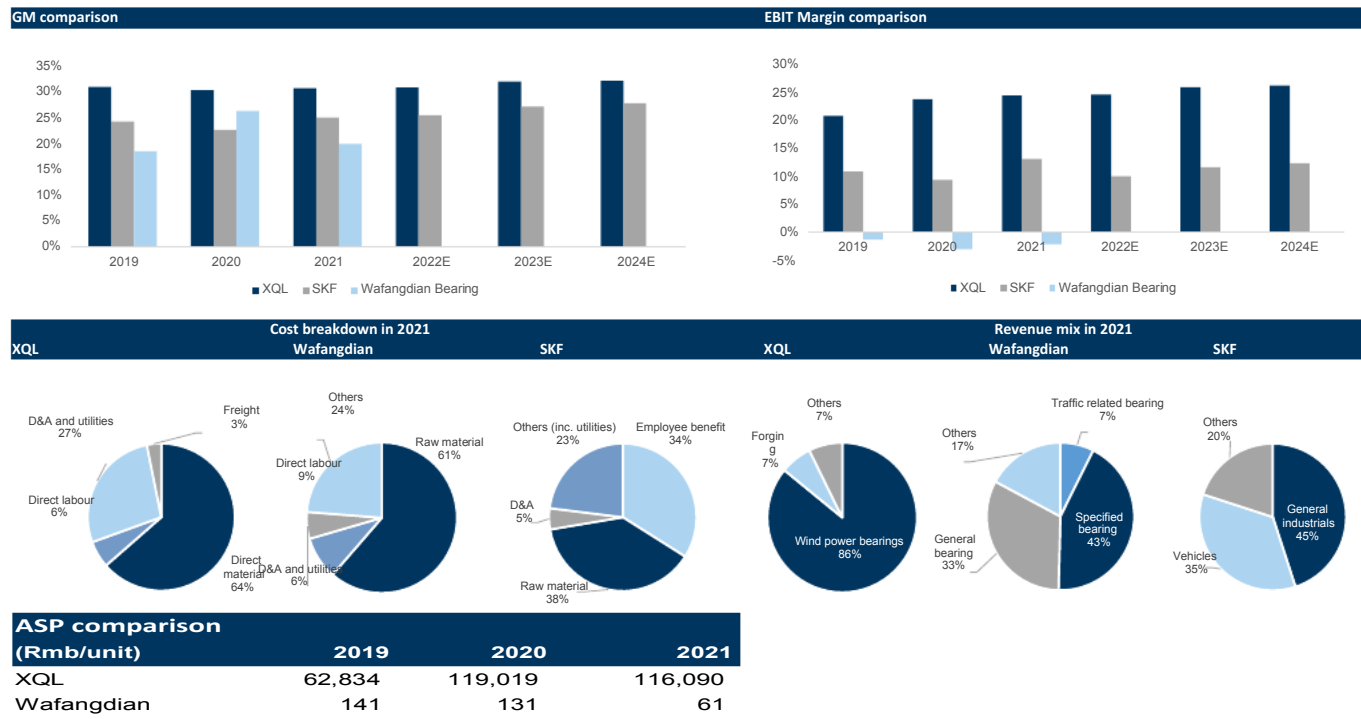 GM comparison
EBIT Margin comparison
35%
30%
25%
20%
15%
10%
5%
0%
2019 2020 2021 2022E 2023E 2024E
XQL SKF Wafangdian Bearing
30%
25%
20%
15%
10%
5%
0%
-5%
2019 2020 2021 2022E 2023E 2024E
XQL SKF Wafangdian Bearing
Cost breakdown in 2021
XQL Wafangdian SKF
D&A and utilities
27%
Freight
3%
Direct labour
6%
Direct
material
64%
Others
24%
Raw material
61%
Direct labour
9%
D&A and utilities
6%
Others (inc. utilities)
23%
Employee benefit
34%
D&A
5%
Raw material
38%
Revenue mix in 2021
XQL Wafangdian SKF
Others
7%
Forgin
g
7%
Wind power bearings
86%
Traffic related bearing
7%
Others
17%
Specified
bearing
43%
General
bearing
33%
Others
20%
General
industrials
45%
Vehicles
35%
ASP comparison
(Rmb/unit) 2019 2020 2021
XQL 62,834 119,019 116,090
Wafangdian 141 131 61